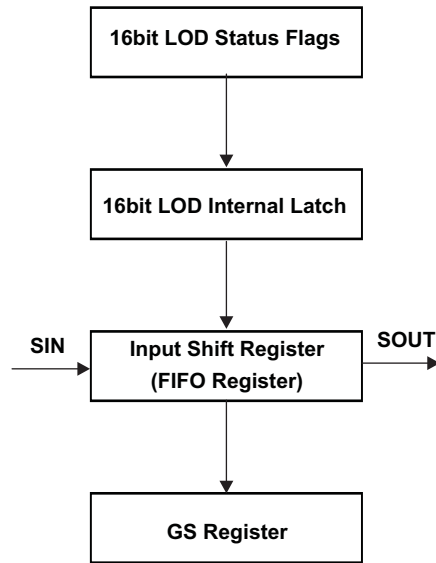 16bit LOD Status Flags
16bit LOD Internal Latch
SIN
Input Shift Register
(FIFO Register)
SOUT
GS Register